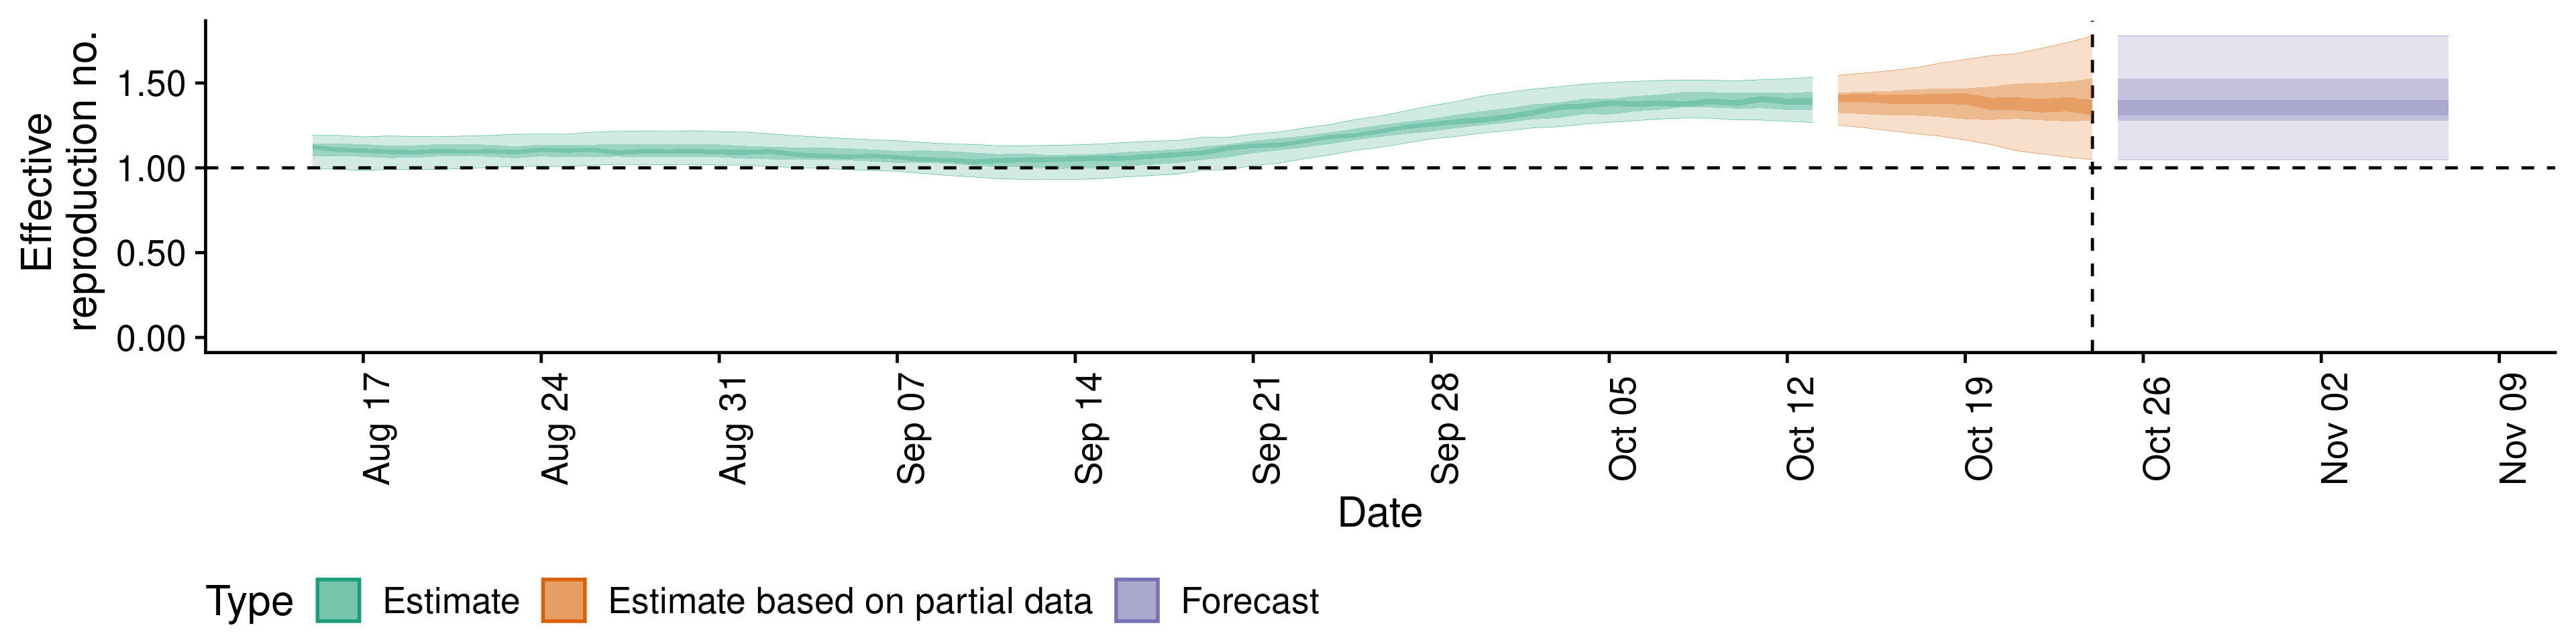 Effective
reproduction no.
1.50
1.00
0.50
0.00
Aug 17
Aug 24
Aug 31
Sep 07
Sep 14
Sep 21
Sep 28
Oct 05
Oct 12
Oct 19
Oct 26
Nov 02
Nov 09
Date
Type Estimate Estimate based on partial data Forecast